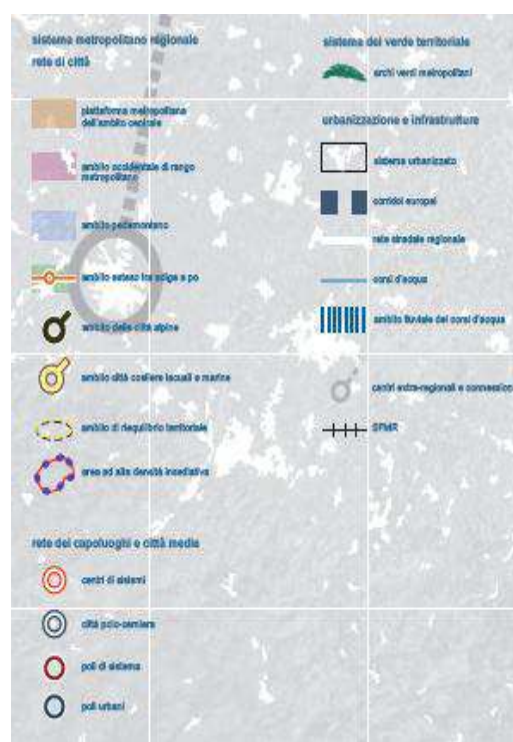 sistema metropolitano regionale
rete di città
piattaforma metropolitana
dell'ambito centrale
ambito occidentale di rango
metropolitano
ambito pedemontano
ambito esteso tra adige e po
ambito delle città alpine
ambito città costiere lacuali e marine
ambito di riequilibrio territoriale
area ad alta densità insediativa
rete dei capoluoghi e città media
centri di sistemi
città polo-cerniera
poli di sistema
poli urbani
sistema del verde territoriale
archi verdi metropolitani
urbanizzazione e infrastrutture
sistema urbanizzato
corridoi europei
rete stradale regionale
corsi d'acqua
ambito fluviale dei corsi d'acqua
centri extra-regionali e connessioni
SFMR